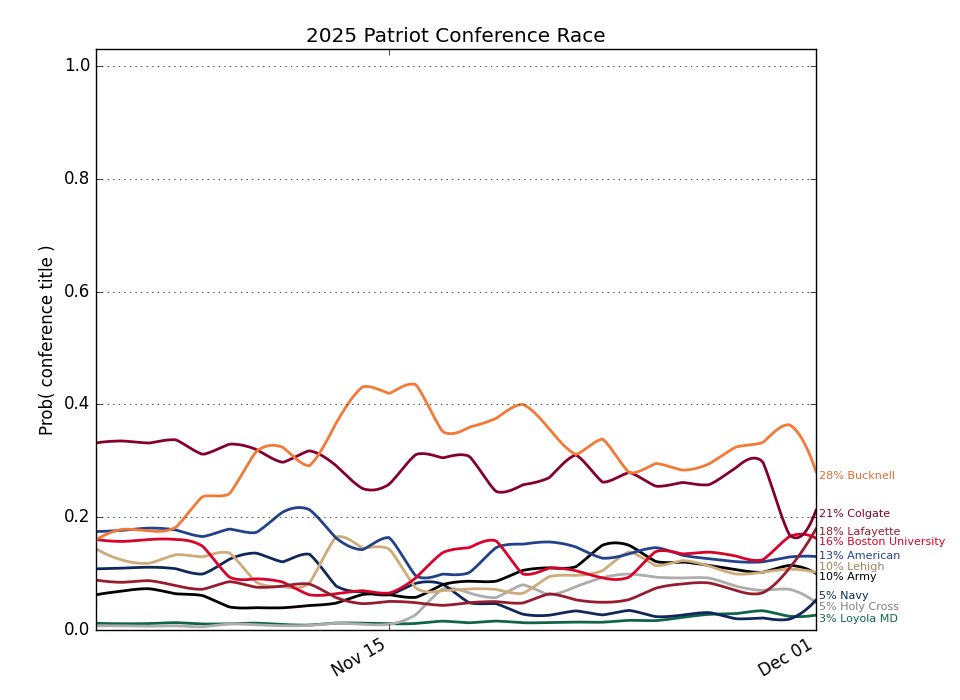 2025 Patriot Conference Race
Prob( conference title )
1.0
0.8
0.6
0.4
0.2
0.0
Nov 15
Dec 01
28% Bucknell
21% Colgate
18% Lafayette
16% Boston University
13% American
10% Lehigh
10% Army
5% Navy
5% Holy Cross
3% Loyola MD